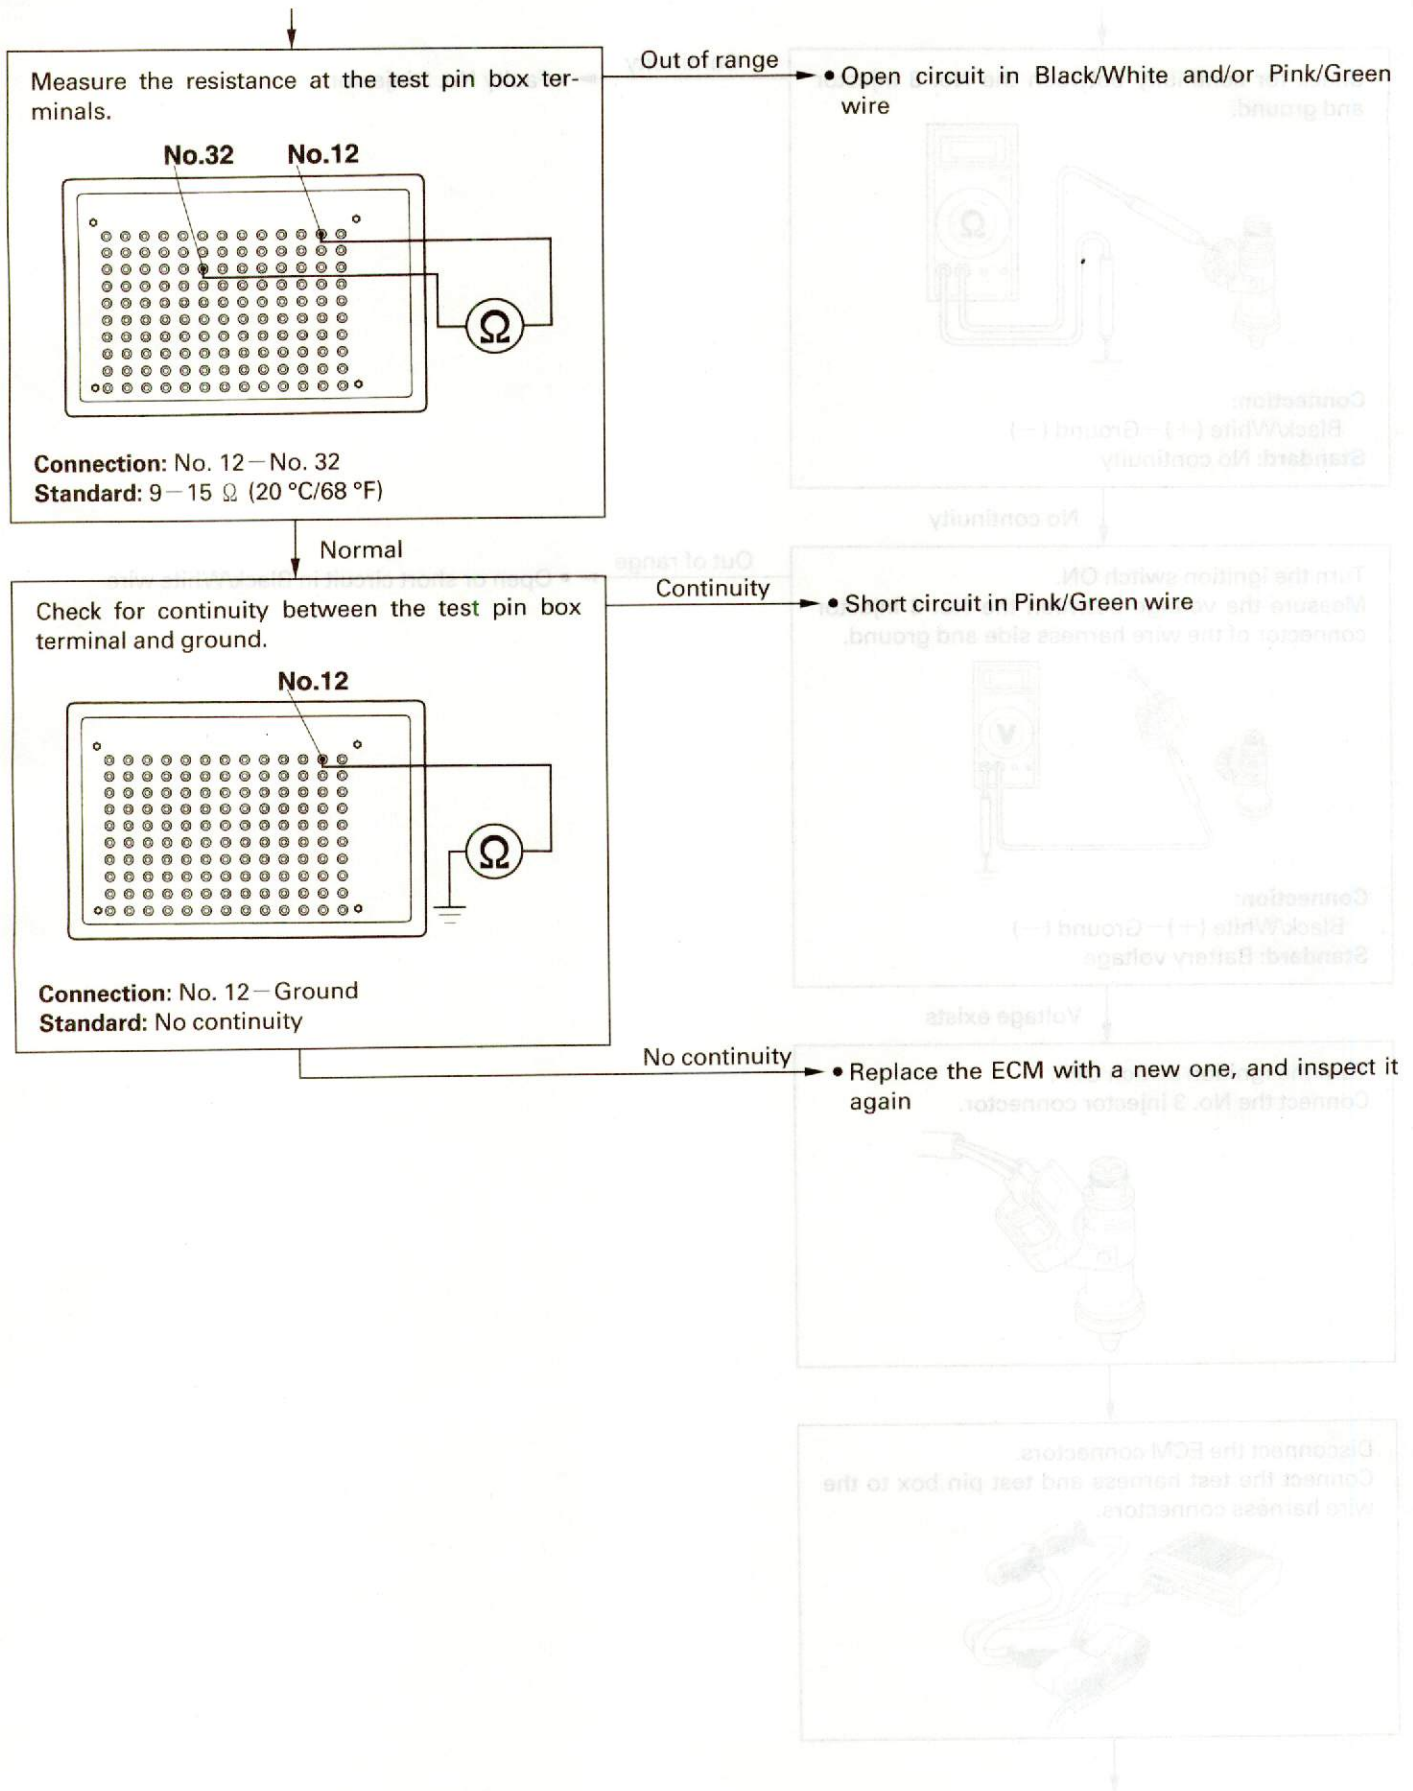 Measure the resistance at the test pin box ter-
minals.
No.32 No.12
Ω
Connection: No. 12—No. 32
Standard: 9—15 Ω (20 °C/68 °F)
Out of range
• Open circuit in Black/White and/or Pink/Green
wire
Normal
Check for continuity between the test pin box
terminal and ground.
No.12
Ω
Connection: No. 12—Ground
Standard: No continuity
Continuity
• Short circuit in Pink/Green wire
No continuity
• Replace the ECM with a new one, and inspect it
again